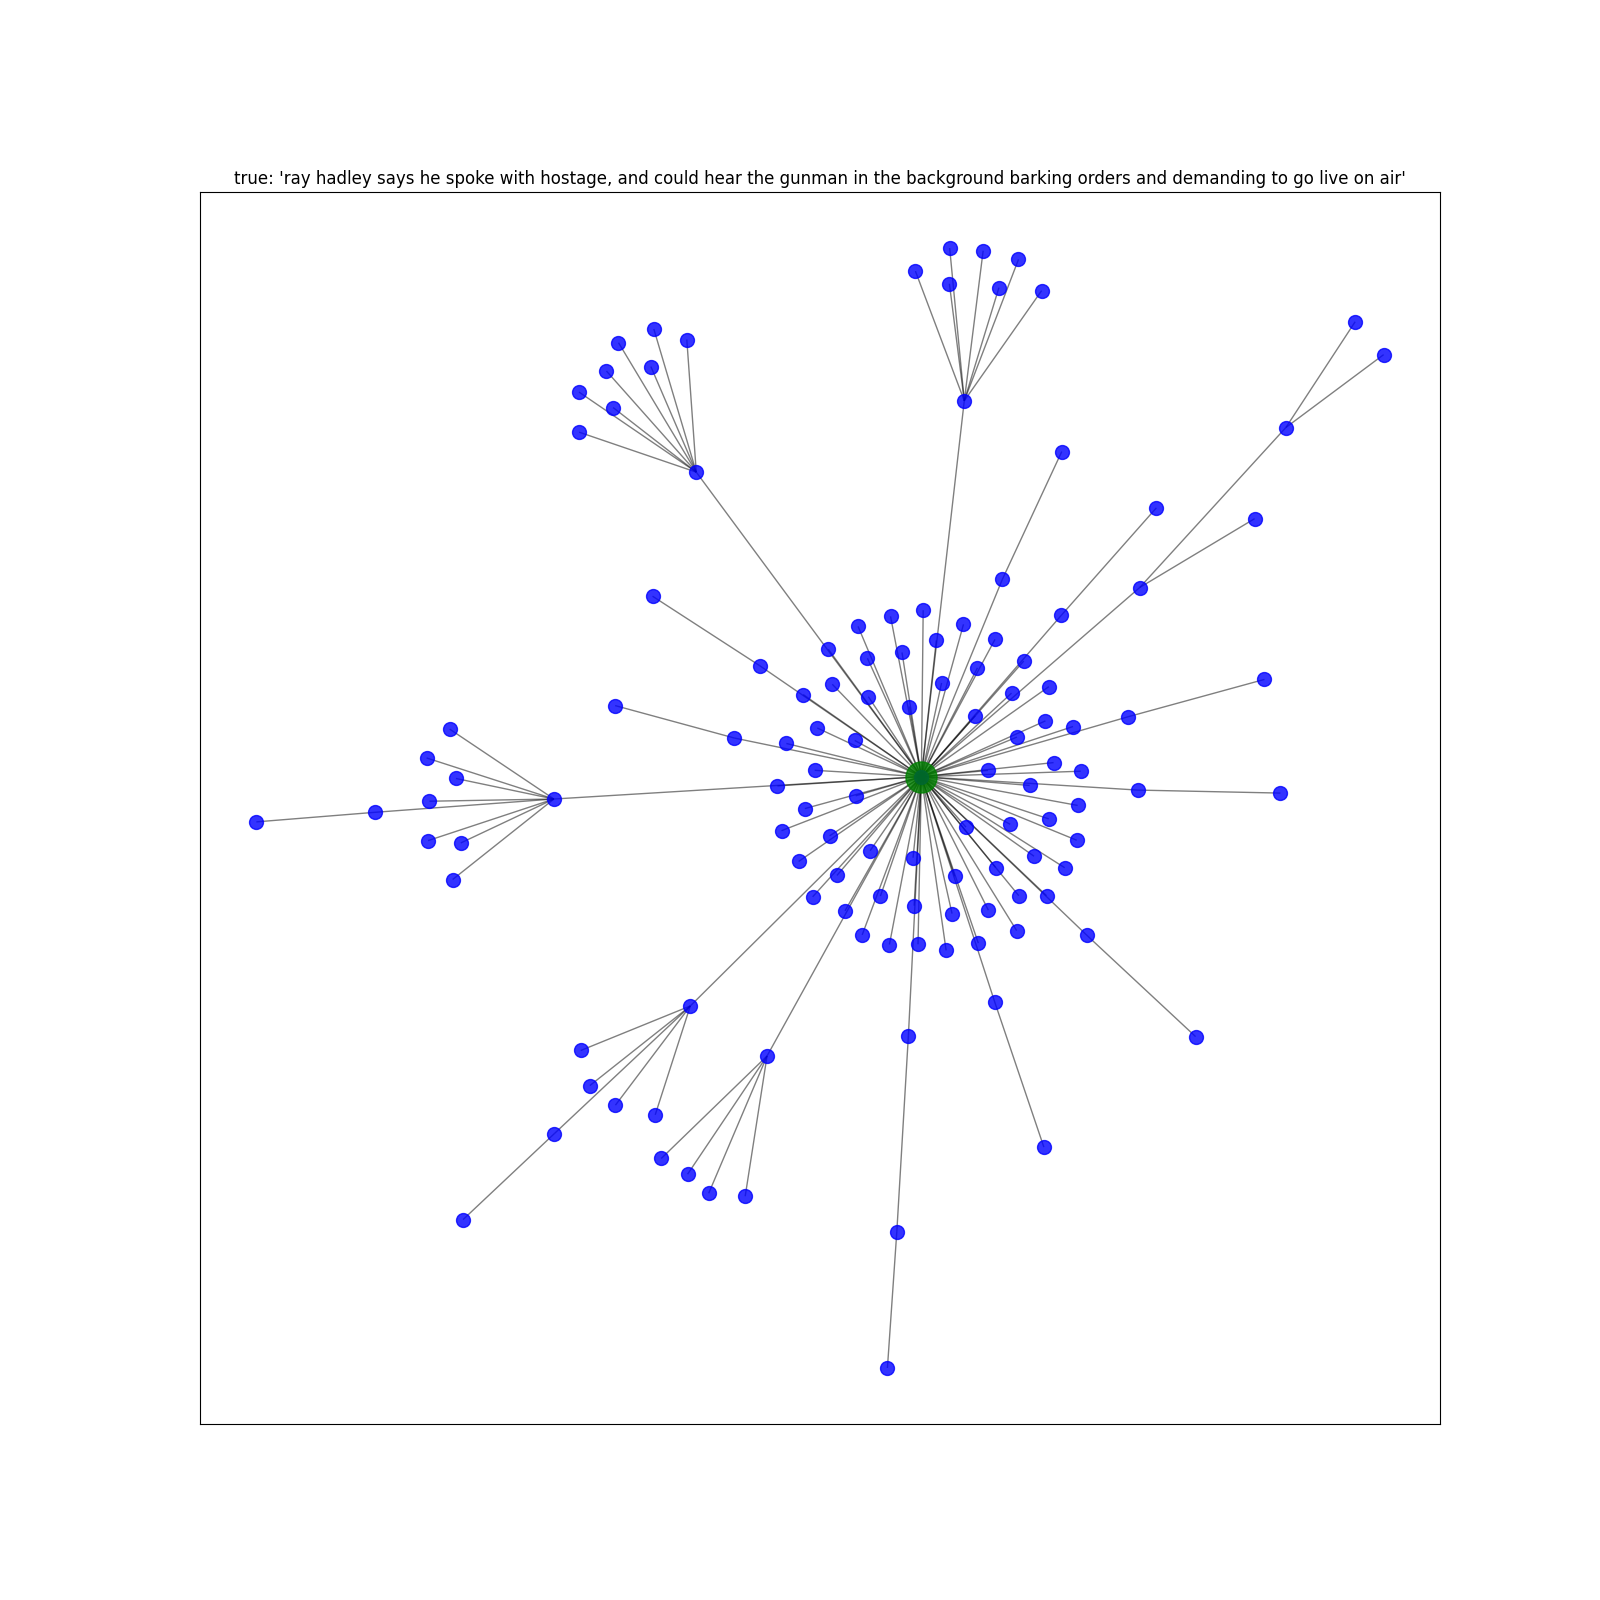 true: 'ray hadley says he spoke with hostage, and could hear the gunman in the background barking orders and demanding to go live on air'